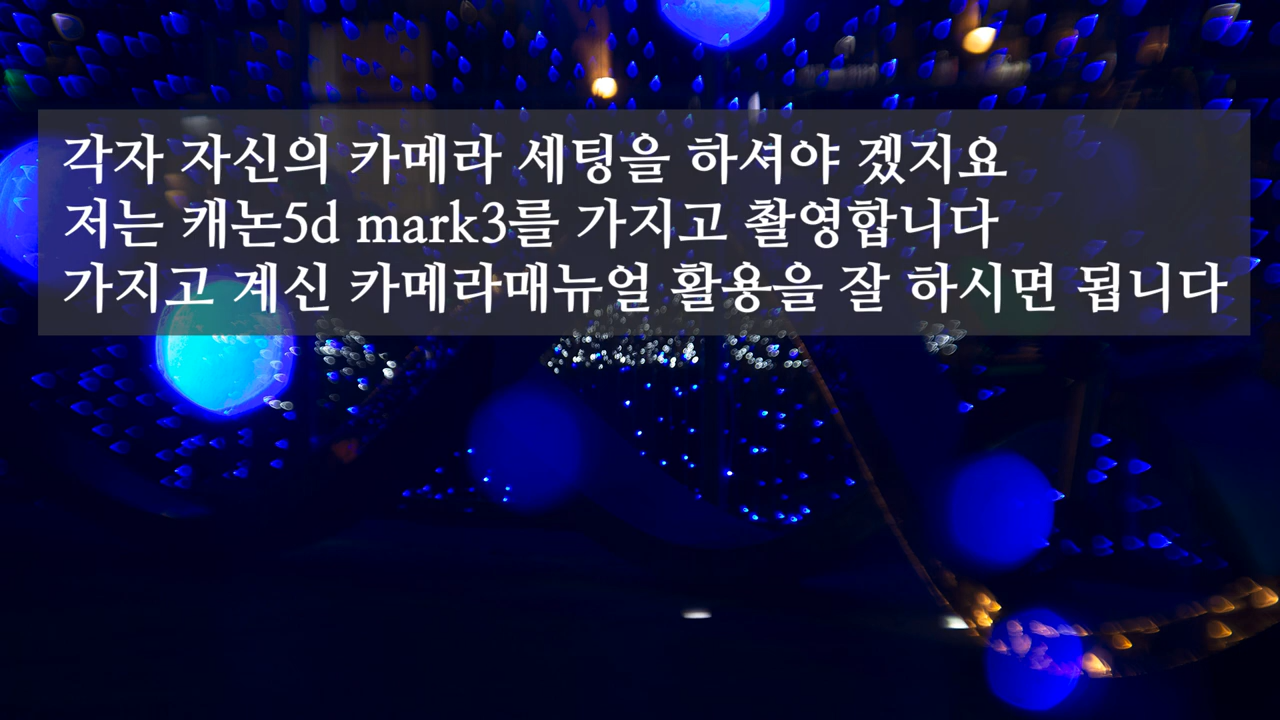 각자 자신의 카메라 세팅을 하셔야 겠지요
저는 캐논5d mark3를 가지고 촬영합니다
가지고 계신 카메라매뉴얼 활용을 잘 하시면 됩니다